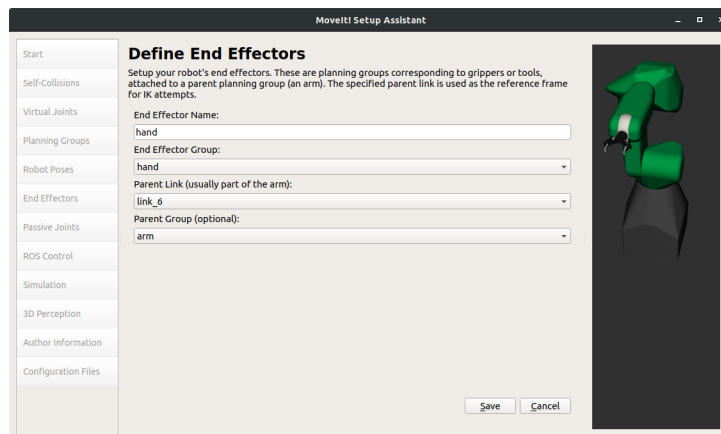 MoveIt! Setup Assistant
Start
Self-Collisions
Virtual Joints
Planning Groups
Robot Poses
End Effectors
Passive Joints
ROS Control
Simulation
3D Perception
Author Information
Configuration Files
Define End Effectors
Setup your robot's end effectors. These are planning groups corresponding to grippers or tools,
attached to a parent planning group (an arm). The specified parent link is used as the reference frame
for IK attempts.
End Effector Name:
hand
End Effector Group:
hand
Parent Link (usually part of the arm):
link_6
Parent Group (optional):
arm
Save Cancel